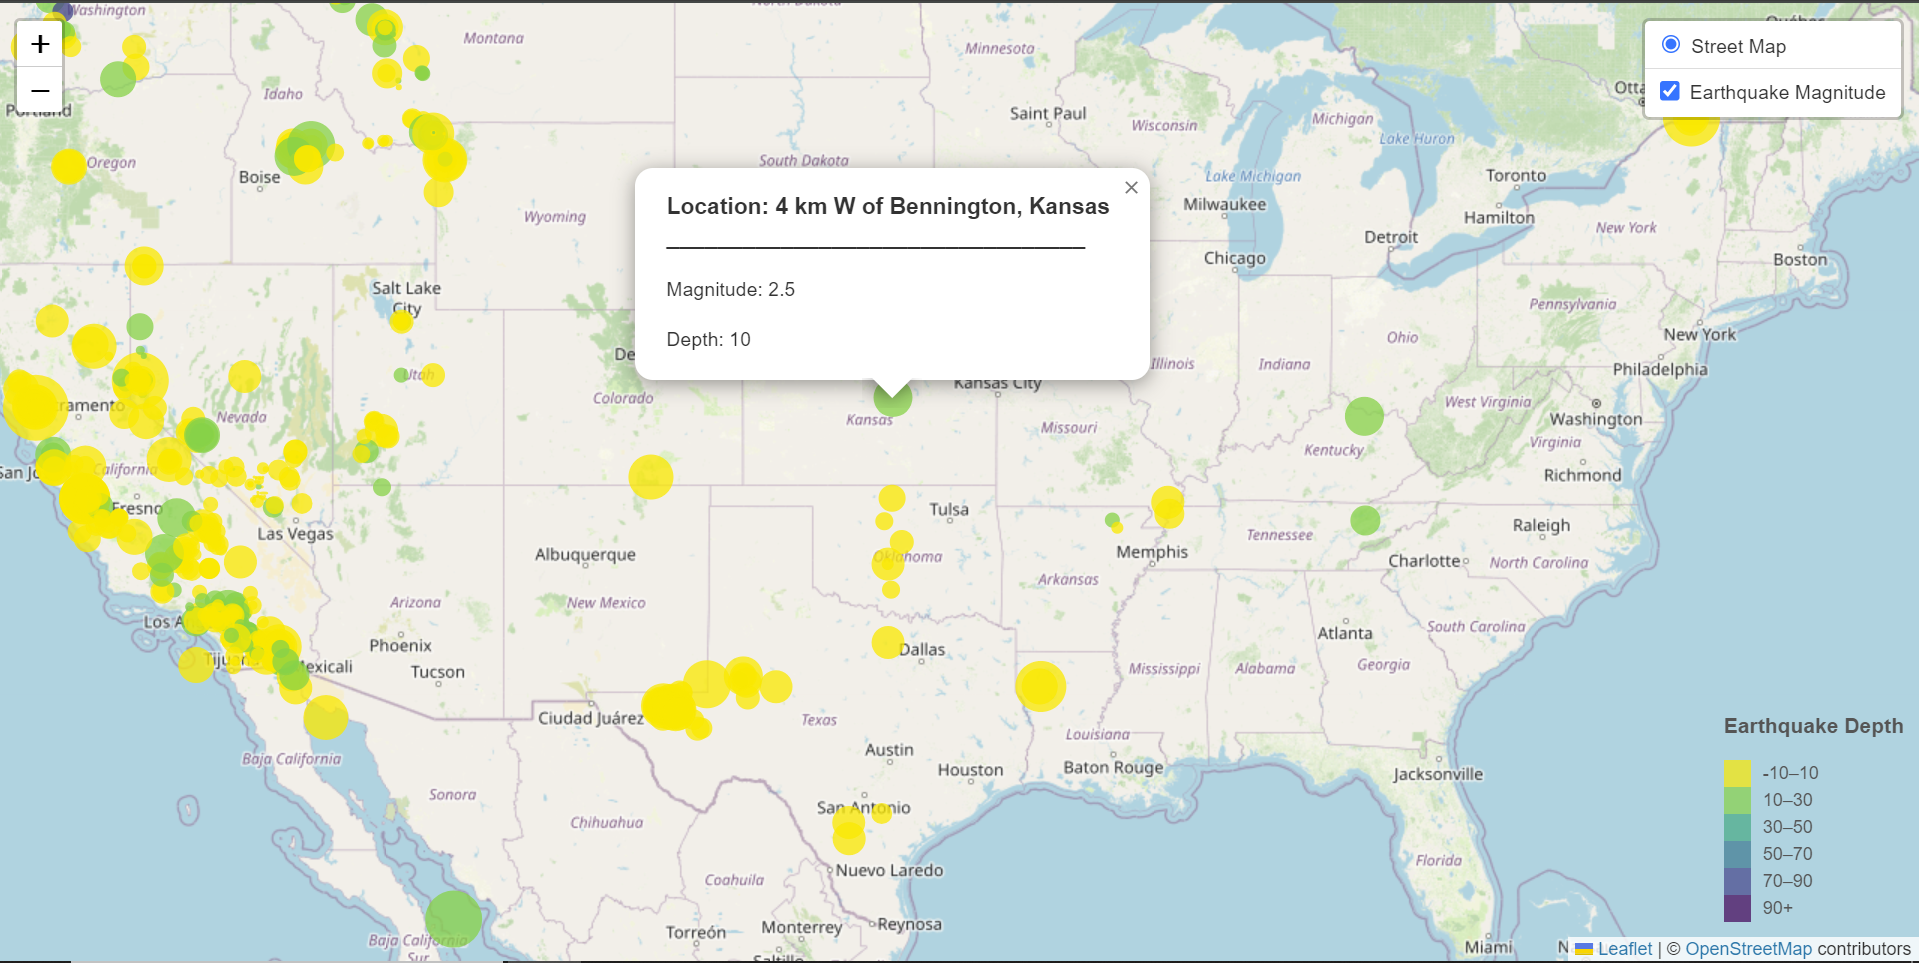 Washington
North Dakota
Montana
Minnesota
Québec
+
−
Street Map
Earthquake Magnitude
Portland
Idaho
Saint Paul
Wisconsin
Michigan
Lake Huron
Oregon
Boise
South Dakota
Lake Michigan
Toronto
Wyoming
Milwaukee
Hamilton
New York
Detroit
Chicago
Boston
Location: 4 km W of Bennington, Kansas
_________________________________
Magnitude: 2.5
Depth: 10
×
Salt Lake
City
Pennsylvania
New York
Ohio
Illinois
Indiana
Philadelphia
Utah
Kansas City
Colorado
Nevada
Kansas
Missouri
West Virginia
Washington
Virginia
Kentucky
California
Richmond
Fresno
Las Vegas
Tulsa
Raleigh
Albuquerque
Oklahoma
Memphis
Tennessee
Charlotte
North Carolina
Arkansas
Arizona
New Mexico
South Carolina
Atlanta
Phoenix
Dallas
Tijuana
Mexicali
Tucson
Mississippi
Alabama
Georgia
Ciudad Juárez
Texas
Louisiana
Baja California
Austin
Houston
Baton Rouge
Jacksonville
Sonora
San Antonio
Chihuahua
Florida
Nuevo Laredo
Coahuila
Torreón
Monterrey
Reynosa
Baja California
Sur
Saltillo
Miami
Earthquake Depth
-10–10
10–30
30–50
50–70
70–90
90+
Leaflet | © OpenStreetMap contributors